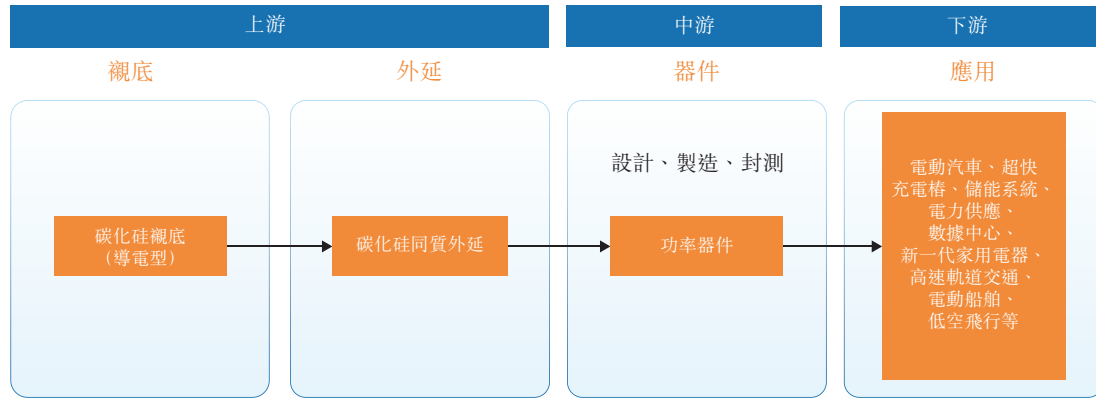 上游
中游
下游
襯底
外延
器件
應用
設計、製造、封測
碳化硅襯底
(導電型)
碳化硅同質外延
功率器件
電動汽車、超快
充電樁、儲能系統、
電力供應、
數據中心、
新一代家用電器、
高速軌道交通、
電動船舶、
低空飛行等